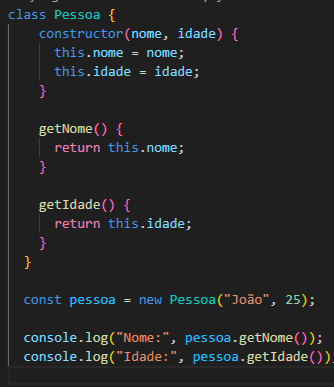 class Pessoa {
constructor(nome, idade) {
this.nome = nome;
this.idade = idade;
}
getNome() {
return this.nome;
}
getIdade() {
return this.idade;
}
}
const pessoa = new Pessoa("João", 25);
console.log("Nome:", pessoa.getNome());
console.log("Idade:", pessoa.getIdade())